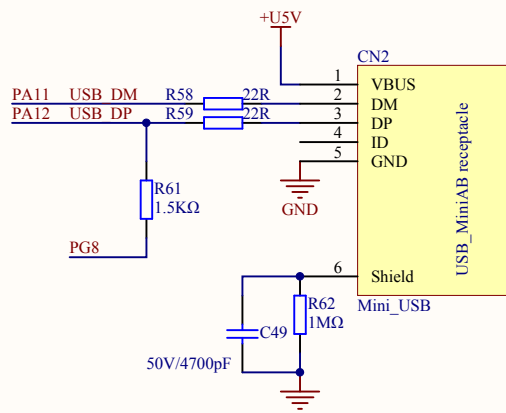 +U5V
CN2
1 VBUS
PA11 USB_DM R58 22R 2 DM
PA12 USB_DP R59 22R 3 DP
4 ID
5 GND
USB_MiniAB receptacle
R61
1.5KΩ
GND
PG8
6 Shield
R62
1MΩ
Mini_USB
C49
50V/4700pF